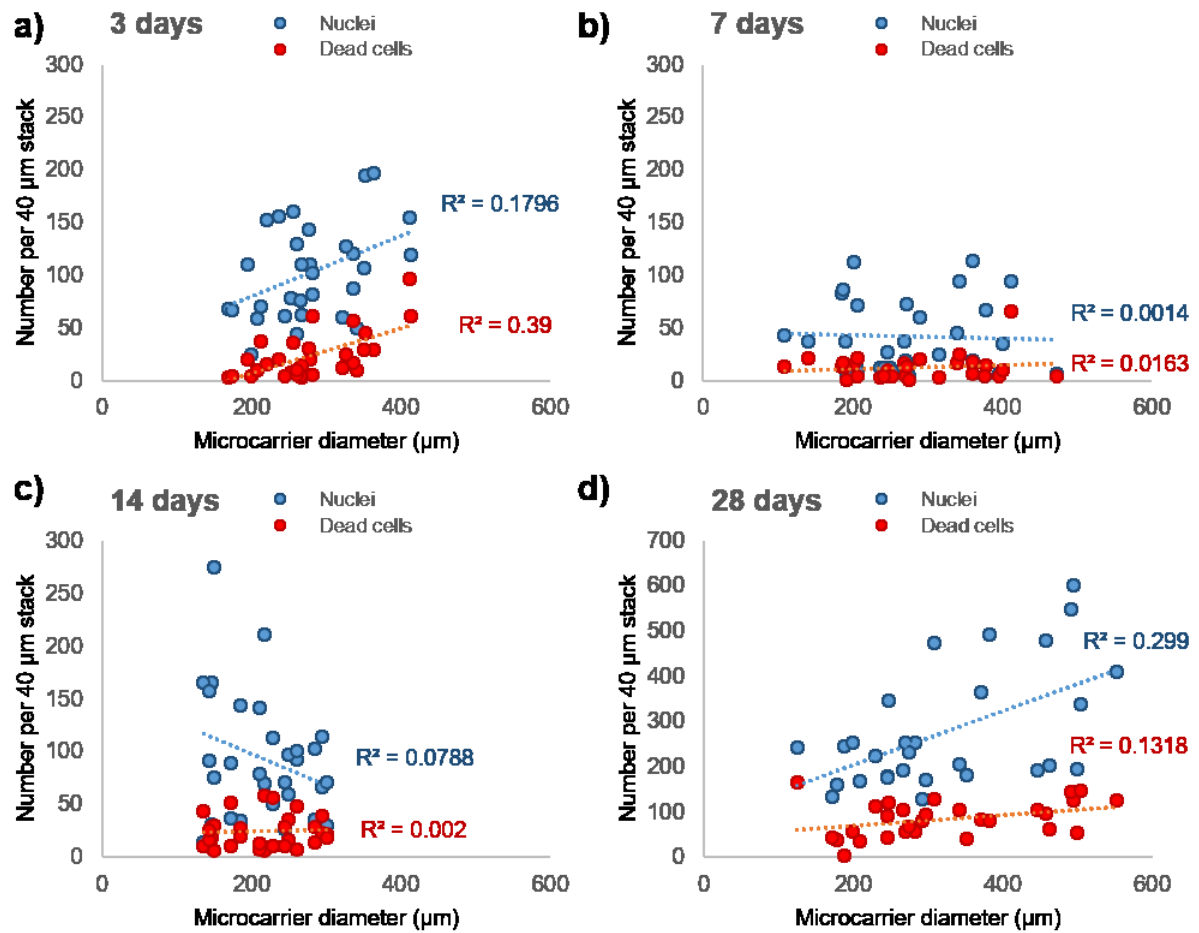 a)
3 days
Nuclei
Dead cells
300
250
200
150
100
50
0
Number per 40 µm stack
R² = 0.1796
R² = 0.39
0
200
400
600
Microcarrier diameter (µm)
b)
7 days
Nuclei
Dead cells
300
250
200
150
100
50
0
Number per 40 µm stack
R² = 0.0014
R² = 0.0163
0
200
400
600
Microcarrier diameter (µm)
c)
14 days
Nuclei
Dead cells
300
250
200
150
100
50
0
Number per 40 µm stack
R² = 0.0788
R² = 0.002
0
200
400
600
Microcarrier diameter (µm)
d)
28 days
Nuclei
Dead cells
700
600
500
400
300
200
100
0
Number per 40 µm stack
R² = 0.299
R² = 0.1318
0
200
400
600
Microcarrier diameter (µm)